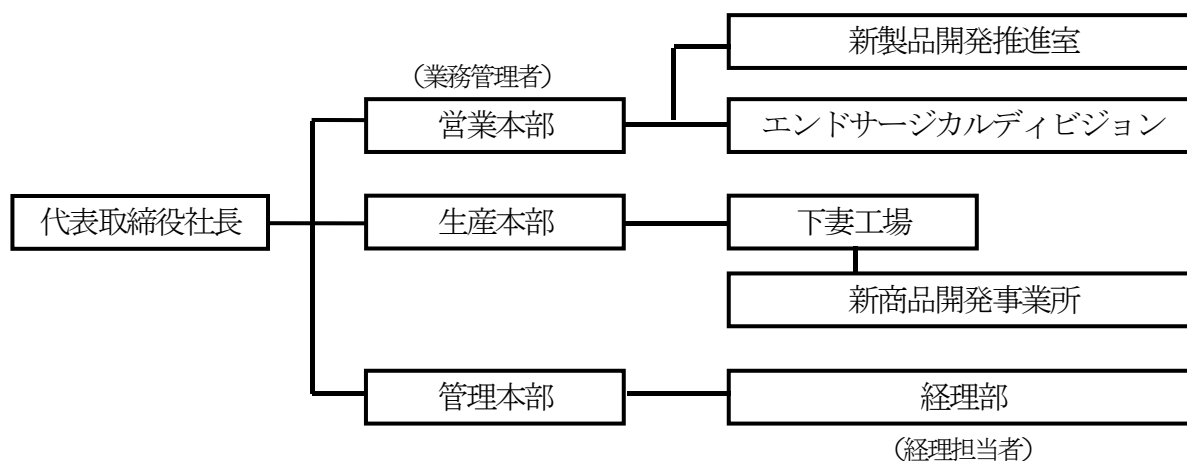 新製品開発推進室
（業務管理者）
営業本部
エンドサージカルディビジョン
代表取締役社長
生産本部
下妻工場
新商品開発事業所
管理本部
経理部
（経理担当者）